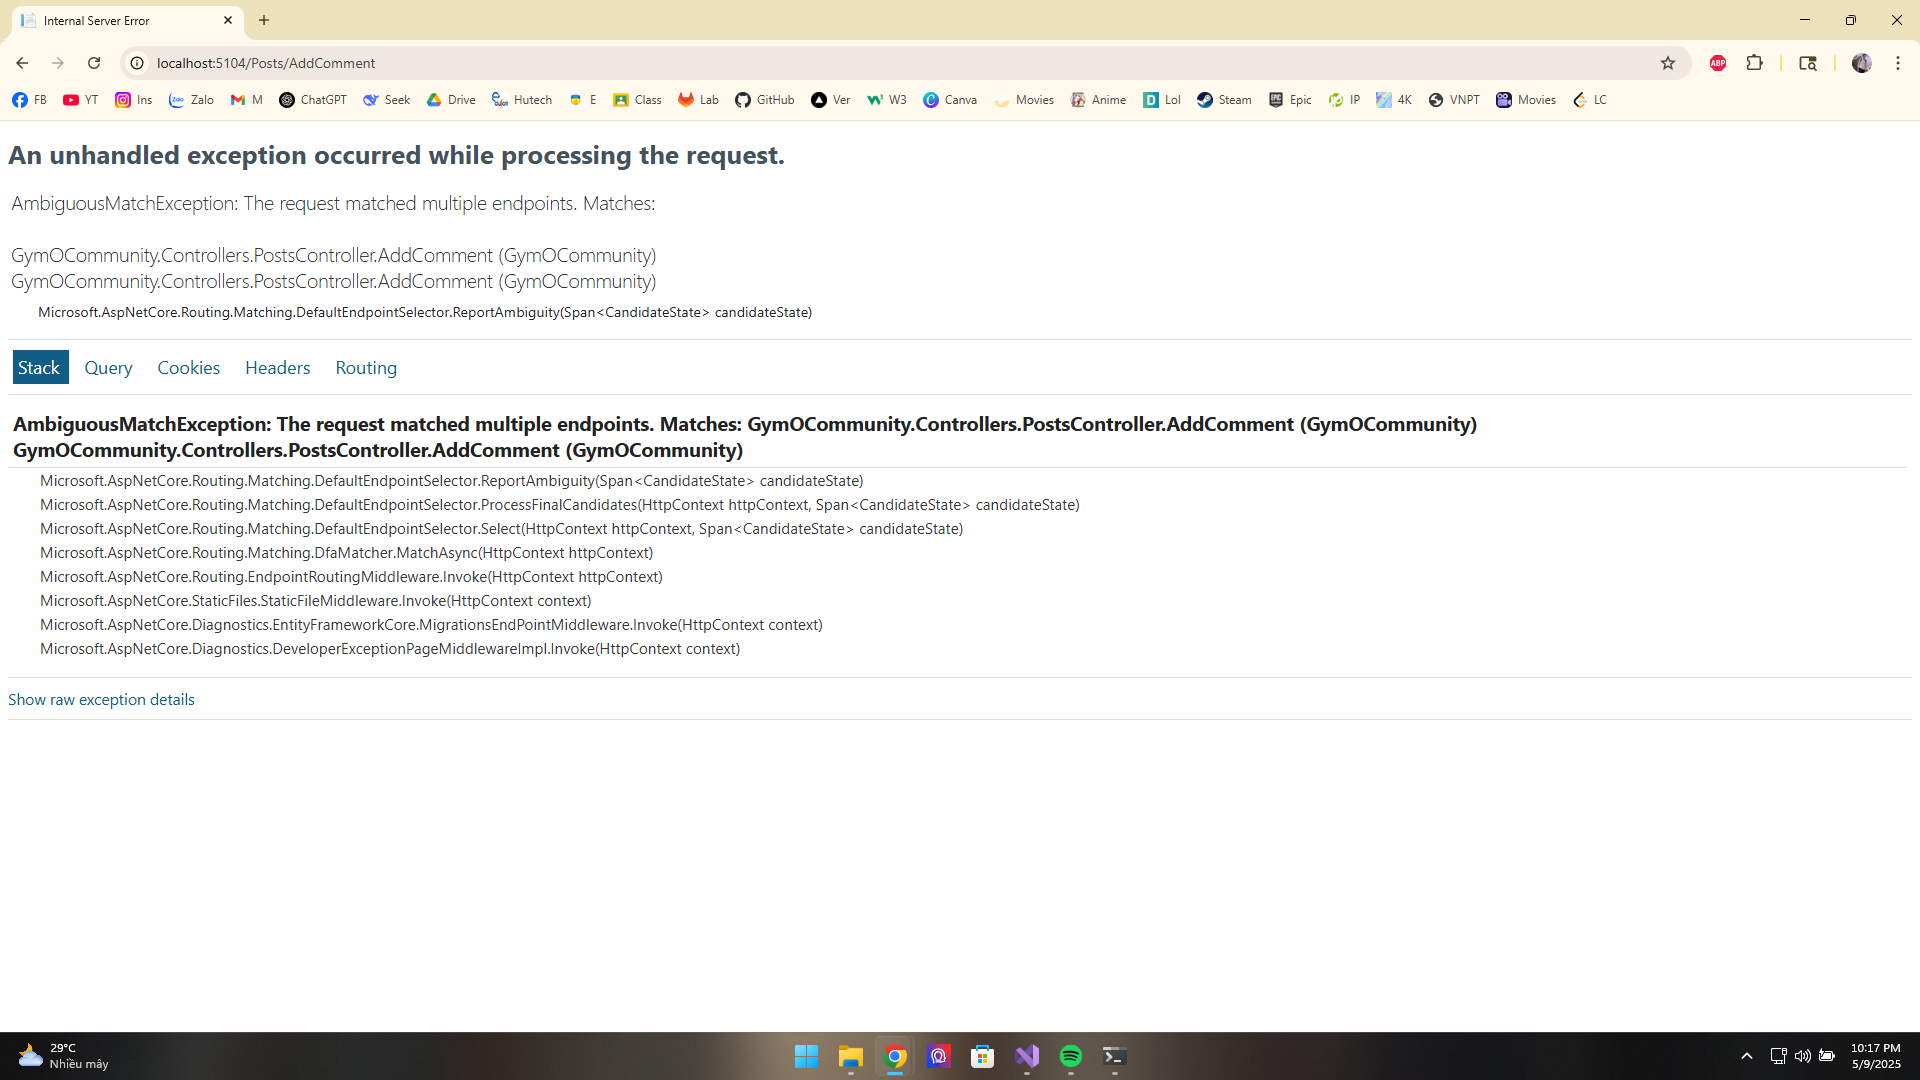 Internal Server Error
localhost:5104/Posts/AddComment
ABP
FB YT Ins Zalo M ChatGPT Seek Drive Hutech E Class Lab GitHub Ver W3 Canva Movies Anime Lol Steam Epic IP 4K VNPT Movies LC
An unhandled exception occurred while processing the request.
AmbiguousMatchException: The request matched multiple endpoints. Matches:
GymOCommunity.Controllers.PostsController.AddComment (GymOCommunity)
GymOCommunity.Controllers.PostsController.AddComment (GymOCommunity)
Microsoft.AspNetCore.Routing.Matching.DefaultEndpointSelector.ReportAmbiguity(Span<CandidateState> candidateState)
Stack Query Cookies Headers Routing
AmbiguousMatchException: The request matched multiple endpoints. Matches: GymOCommunity.Controllers.PostsController.AddComment (GymOCommunity)
GymOCommunity.Controllers.PostsController.AddComment (GymOCommunity)
Microsoft.AspNetCore.Routing.Matching.DefaultEndpointSelector.ReportAmbiguity(Span<CandidateState> candidateState)
Microsoft.AspNetCore.Routing.Matching.DefaultEndpointSelector.ProcessFinalCandidates(HttpContext httpContext, Span<CandidateState> candidateState)
Microsoft.AspNetCore.Routing.Matching.DefaultEndpointSelector.Select(HttpContext httpContext, Span<CandidateState> candidateState)
Microsoft.AspNetCore.Routing.Matching.DfaMatcher.MatchAsync(HttpContext httpContext)
Microsoft.AspNetCore.Routing.EndpointRoutingMiddleware.Invoke(HttpContext httpContext)
Microsoft.AspNetCore.StaticFiles.StaticFileMiddleware.Invoke(HttpContext context)
Microsoft.AspNetCore.Diagnostics.EntityFrameworkCore.MigrationsEndPointMiddleware.Invoke(HttpContext context)
Microsoft.AspNetCore.Diagnostics.DeveloperExceptionPageMiddlewareImpl.Invoke(HttpContext context)
Show raw exception details
29°C
Nhiều mây
10:17 PM
5/9/2025